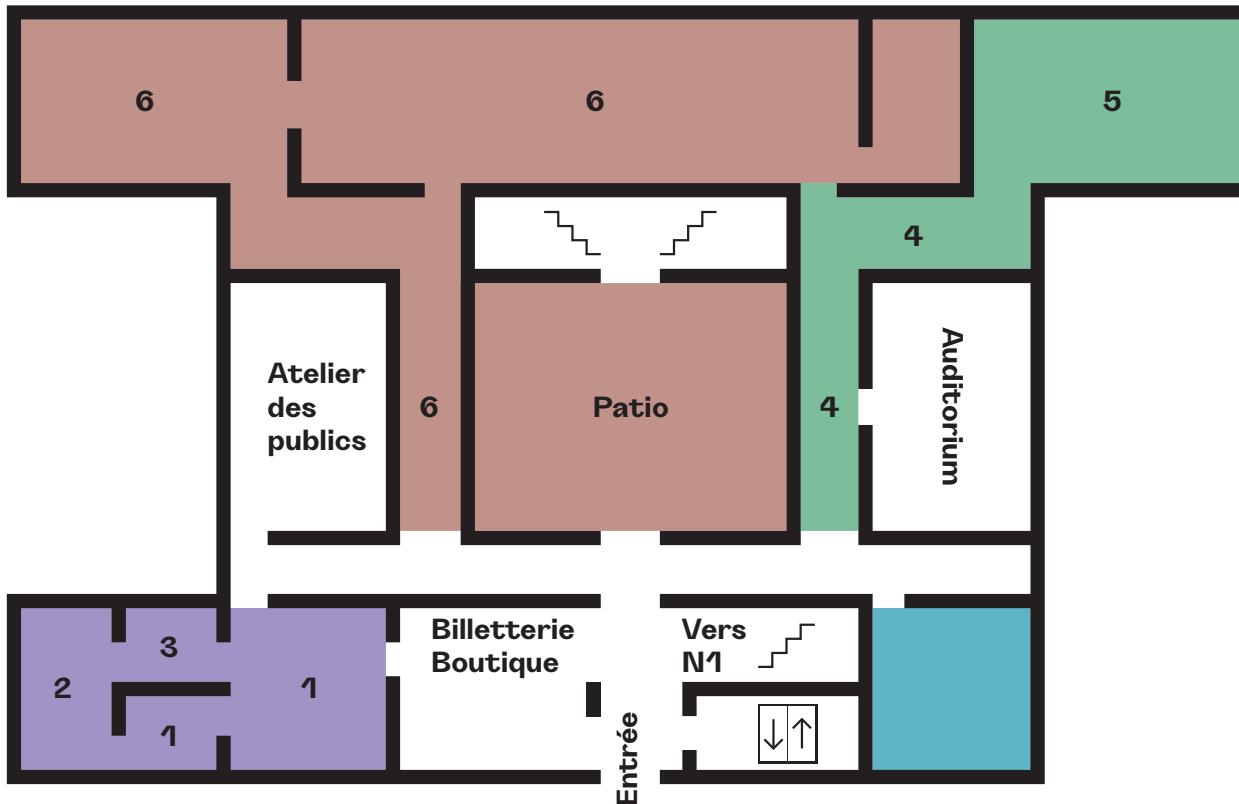 6
6
5
4
Atelier
des
publics
6
Patio
4
Auditorium
Billetterie
Boutique
Vers
N1
3
2
1
1
Entrée